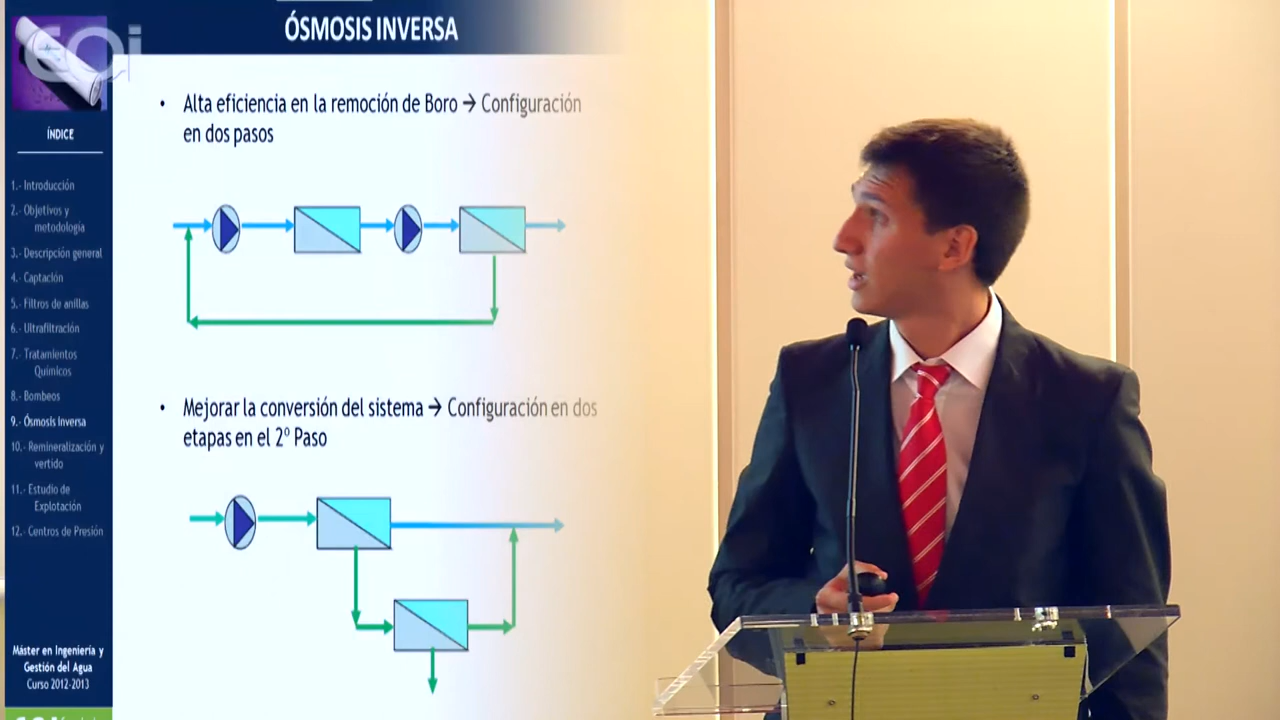 eoi
ÓSMOSIS INVERSA
ÍNDICE
1.- Introducción
2.- Objetivos y
metodología
3.- Descripción general
4.- Captación
5.- Filtros de anillas
6.- Ultrafiltración
7.- Tratamientos
Químicos
8.- Bombeos
9.- Ósmosis Inversa
10.- Remineralización y
vertido
11.- Estudio de
Explotación
12.- Centros de Presión
Máster en Ingeniería y
Gestión del Agua
Curso 2012-2013
• Alta eficiencia en la remoción de Boro → Configuración
en dos pasos
• Mejorar la conversión del sistema → Configuración en dos
etapas en el 2º Paso